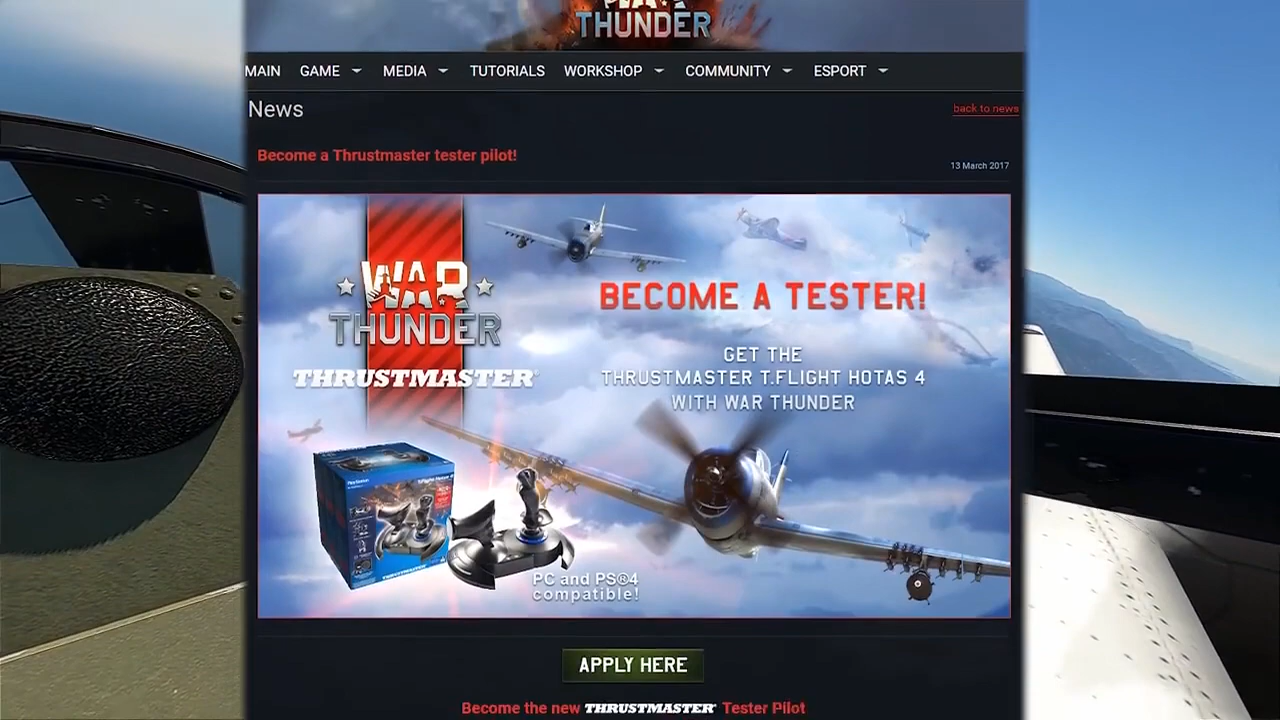 WAR
THUNDER
MAIN GAME MEDIA TUTORIALS WORKSHOP COMMUNITY ESPORT
News
back to news
Become a Thrustmaster tester pilot!
13 March 2017
WAR
THUNDER
THRUSTMASTER
BECOME A TESTER!
GET THE
THRUSTMASTER T.FLIGHT HOTAS 4
WITH WAR THUNDER
THRUSTMASTER
PC and PS®4
compatible!
APPLY HERE
Become the new THRUSTMASTER Tester Pilot